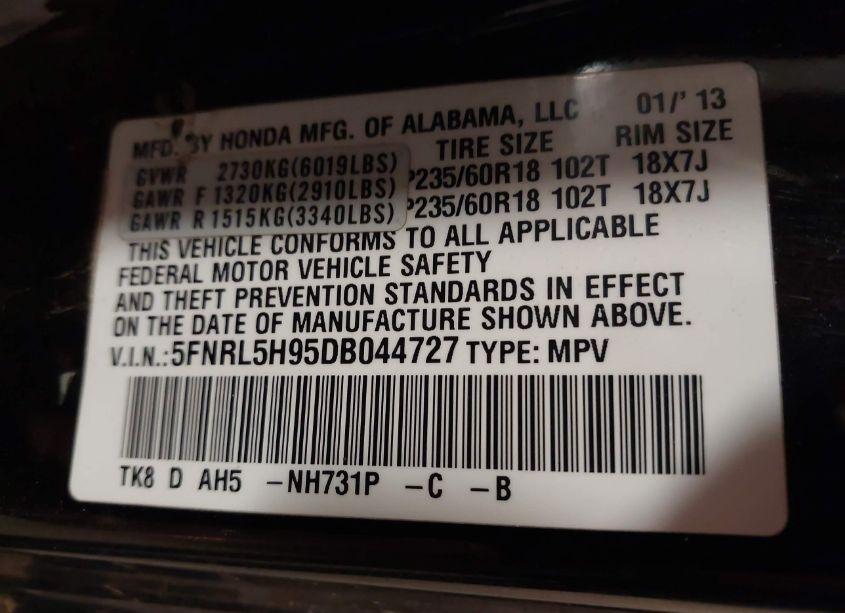 MFD. BY HONDA MFG. OF ALABAMA, LLC 01/'13
TIRE SIZE RIM SIZE
GVWR 2730KG(6019LBS)
GAWR F 1320KG(2910LBS) P235/60R18 102T 18X7J
GAWR R 1515KG(3340LBS) P235/60R18 102T 18X7J
THIS VEHICLE CONFORMS TO ALL APPLICABLE
FEDERAL MOTOR VEHICLE SAFETY
AND THEFT PREVENTION STANDARDS IN EFFECT
ON THE DATE OF MANUFACTURE SHOWN ABOVE.
V.I.N.:5FNRL5H95DB044727 TYPE: MPV
TK8 D AH5 -NH731P -C -B